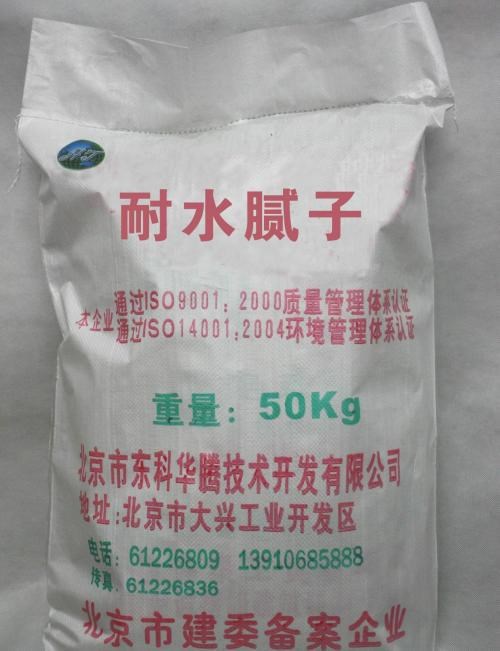 耐水腻子
本企业
通过ISO9001:2000质量管理体系认证
通过ISO14001:2004环境管理体系认证
重量:50Kg
北京市东科华腾技术开发有限公司
地址:北京市大兴工业开发区
电话:61226809 13910685888
传真:61226836
北京市建委备案企业